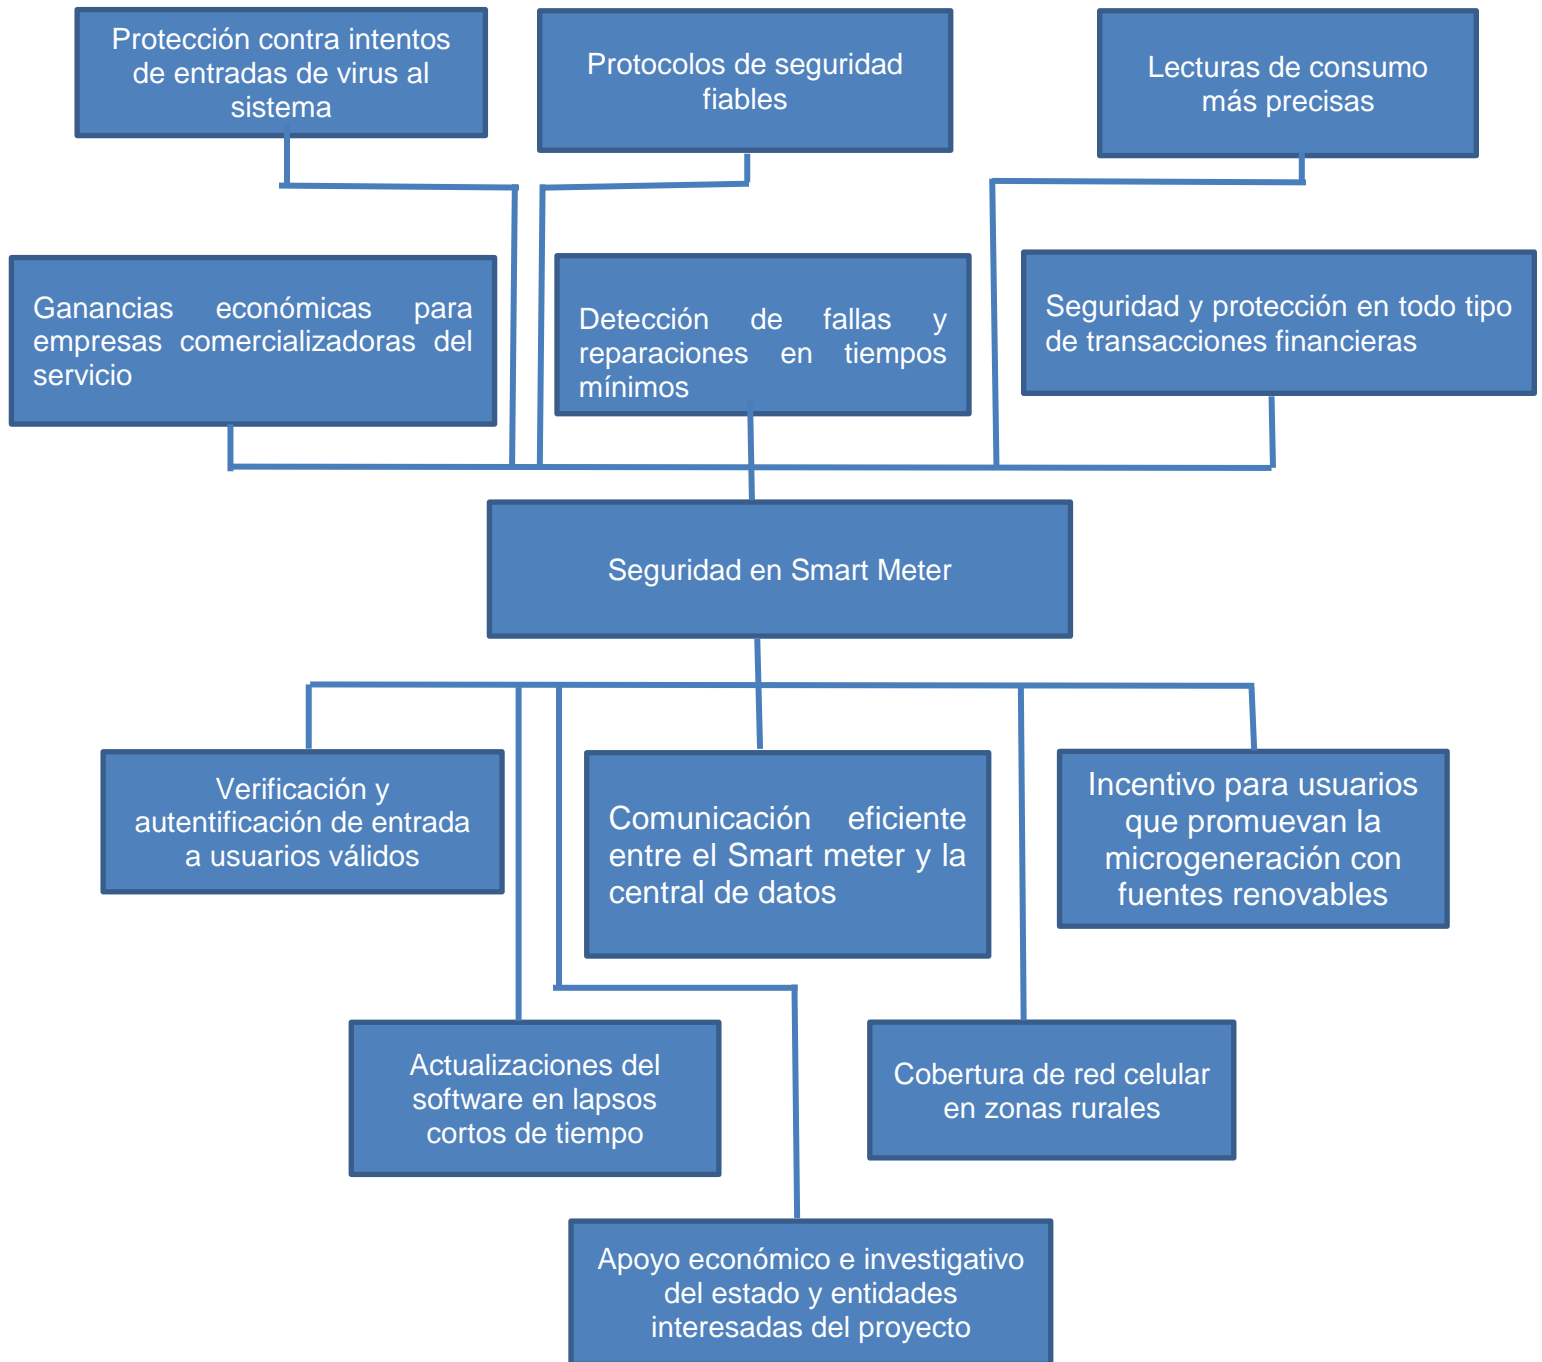 Protección contra intentos
de entradas de virus al
sistema
Protocolos de seguridad
fiables
Lecturas de consumo
más precisas
Ganancias económicas para
empresas comercializadoras del
servicio
Detección de fallas y
reparaciones en tiempos
mínimos
Seguridad y protección en todo tipo
de transacciones financieras
Seguridad en Smart Meter
Verificación y
autentificación de entrada
a usuarios válidos
Comunicación eficiente
entre el Smart meter y la
central de datos
Incentivo para usuarios
que promuevan la
microgeneración con
fuentes renovables
Actualizaciones del
software en lapsos
cortos de tiempo
Cobertura de red celular
en zonas rurales
Apoyo económico e investigativo
del estado y entidades
interesadas del proyecto